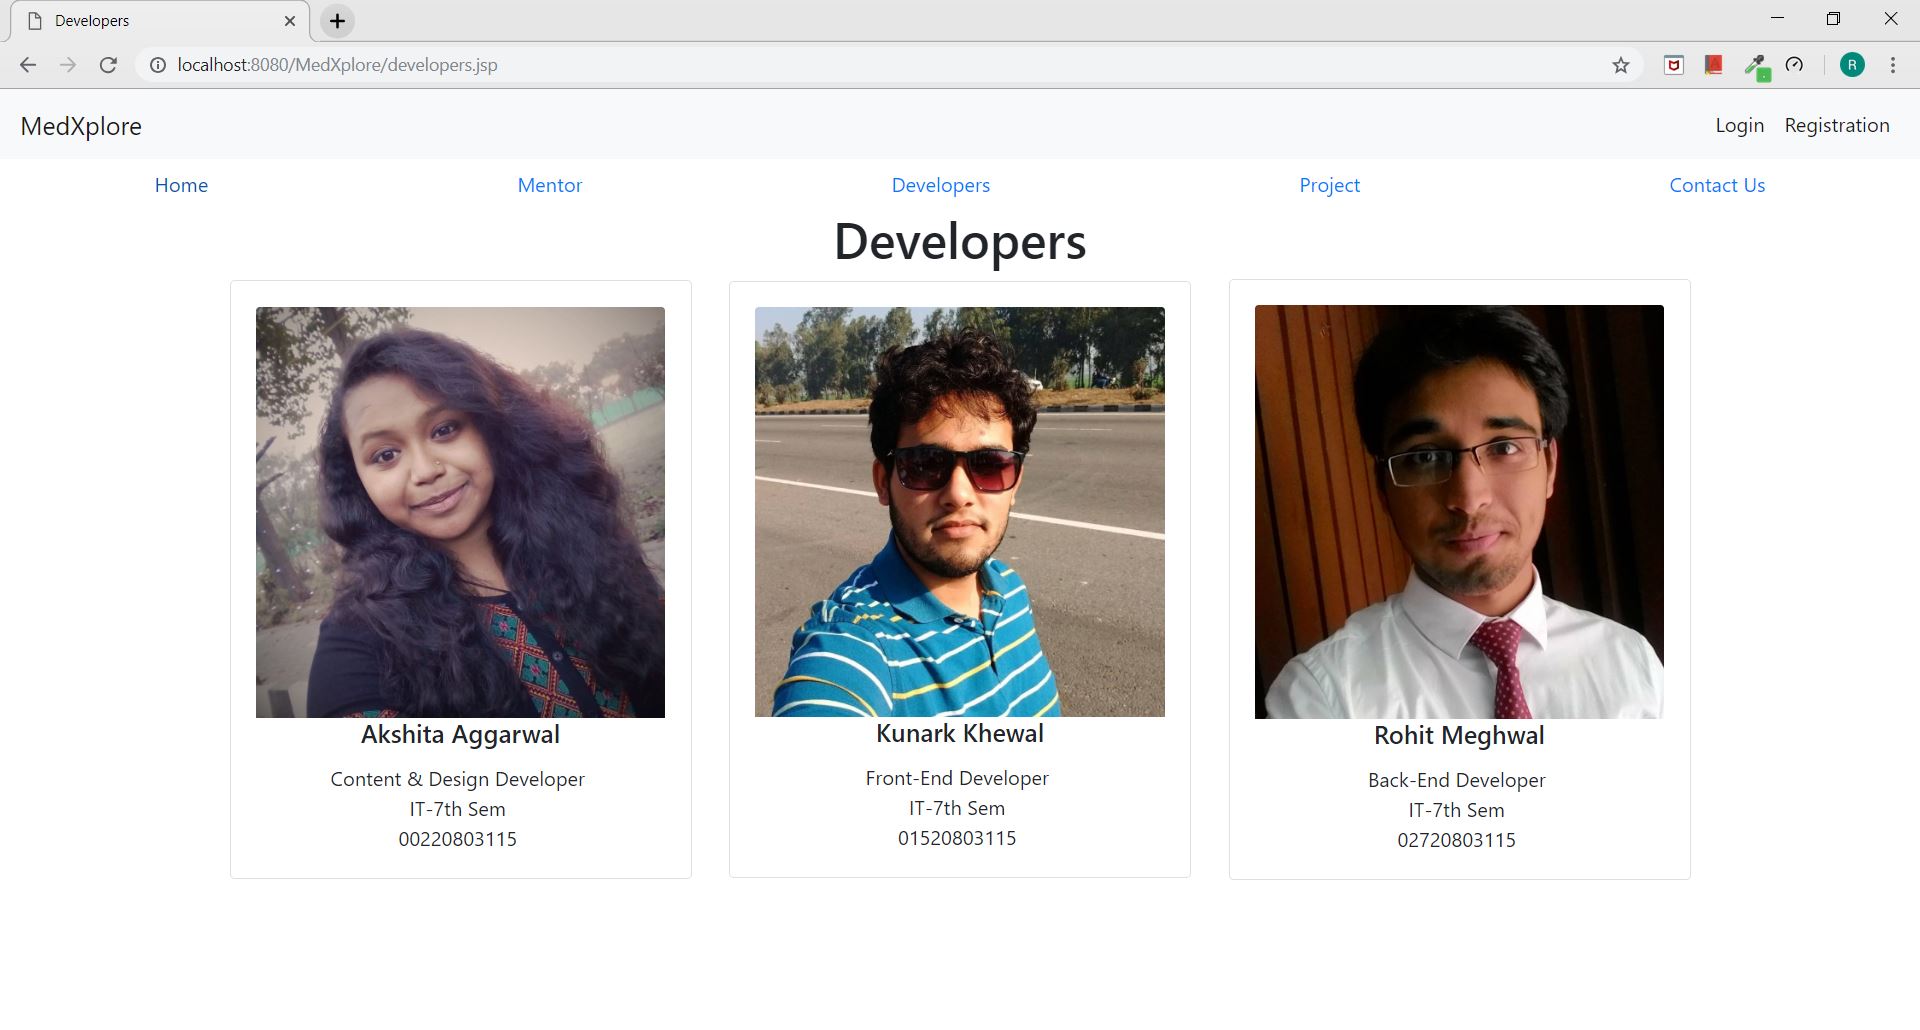 Developers
localhost:8080/MedXplore/developers.jsp
R
MedXplore
Login Registration
Home Mentor Developers Project Contact Us
Developers
Akshita Aggarwal
Content & Design Developer
IT-7th Sem
00220803115
Kunark Khewal
Front-End Developer
IT-7th Sem
01520803115
Rohit Meghwal
Back-End Developer
IT-7th Sem
02720803115